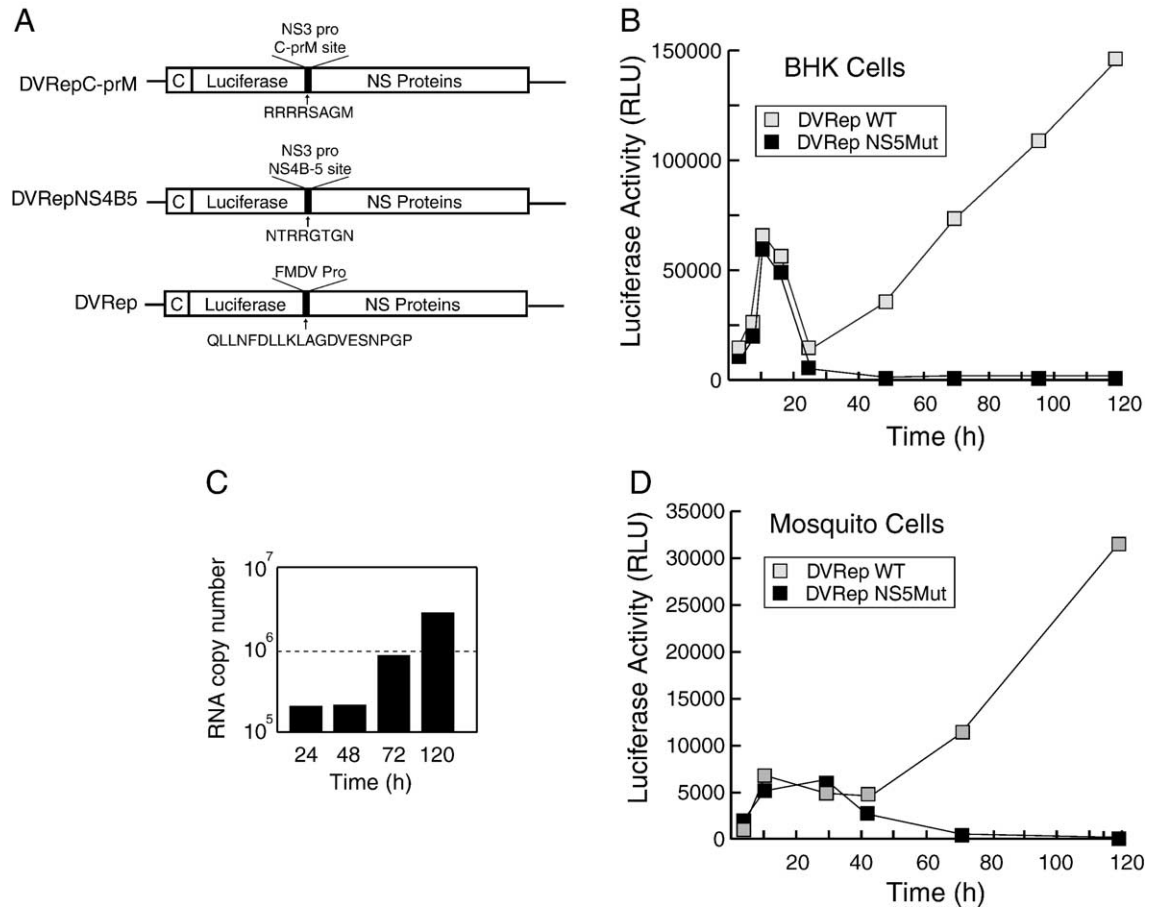 A
NS3 pro
C-prM site
DVRepC-prM
C
Luciferase
NS Proteins
RRRRSAGM
NS3 pro
NS4B-5 site
DVRepNS4B5
C
Luciferase
NS Proteins
NTRRGTGN
FMDV Pro
DVRep
C
Luciferase
NS Proteins
QLLNFDLLKLAGDVESNPGP
B
BHK Cells
DVRep WT
DVRep NS5Mut
Luciferase Activity (RLU)
150000
100000
50000
0
20 40 60 80 100 120
Time (h)
C
RNA copy number
10^7
10^6
10^5
24 48 72 120
Time (h)
D
Mosquito Cells
DVRep WT
DVRep NS5Mut
Luciferase Activity (RLU)
35000
30000
25000
20000
15000
10000
5000
0
20 40 60 80 100 120
Time (h)